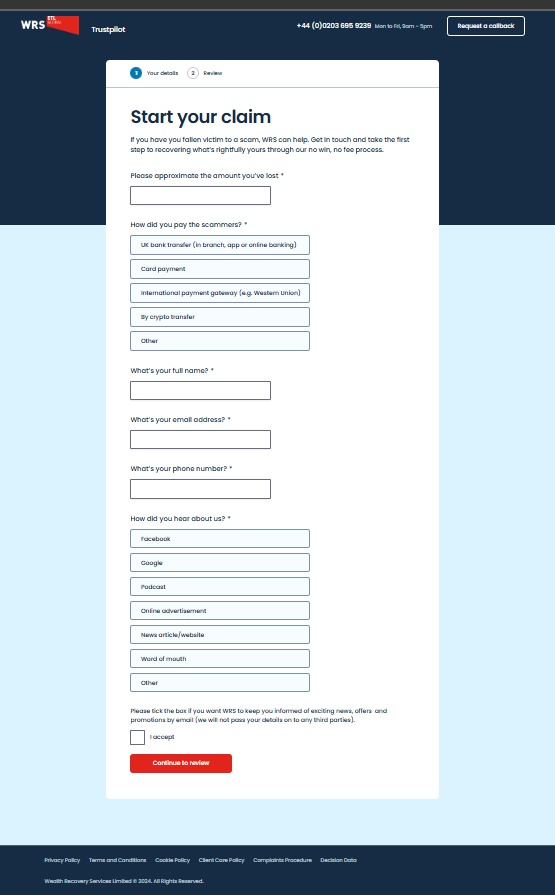 WRS
ETL
Trustpilot
+44 (0)0203 695 9239 Mon to Fri, 9am - 5pm
Request a callback
1 Your details 2 Review
Start your claim
If you have you fallen victim to a scam, WRS can help. Get in touch and take the first
step to recovering what's rightfully yours through our no win, no fee process.
Please approximate the amount you've lost *
How did you pay the scammers? *
UK bank transfer (in branch, app or online banking)
Card payment
International payment gateway (e.g. Western Union)
By crypto transfer
Other
What's your full name? *
What's your email address? *
What's your phone number? *
How did you hear about us? *
Facebook
Google
Podcast
Online advertisement
News article/website
Word of mouth
Other
Please tick the box if you want WRS to keep you informed of exciting news, offers and
promotions by email (we will not pass your details on to any third parties).
I accept
Continue to review
Privacy Policy Terms and Conditions Cookie Policy Client Care Policy Complaints Procedure Decision Data
Wealth Recovery Services Limited © 2024. All Rights Reserved.